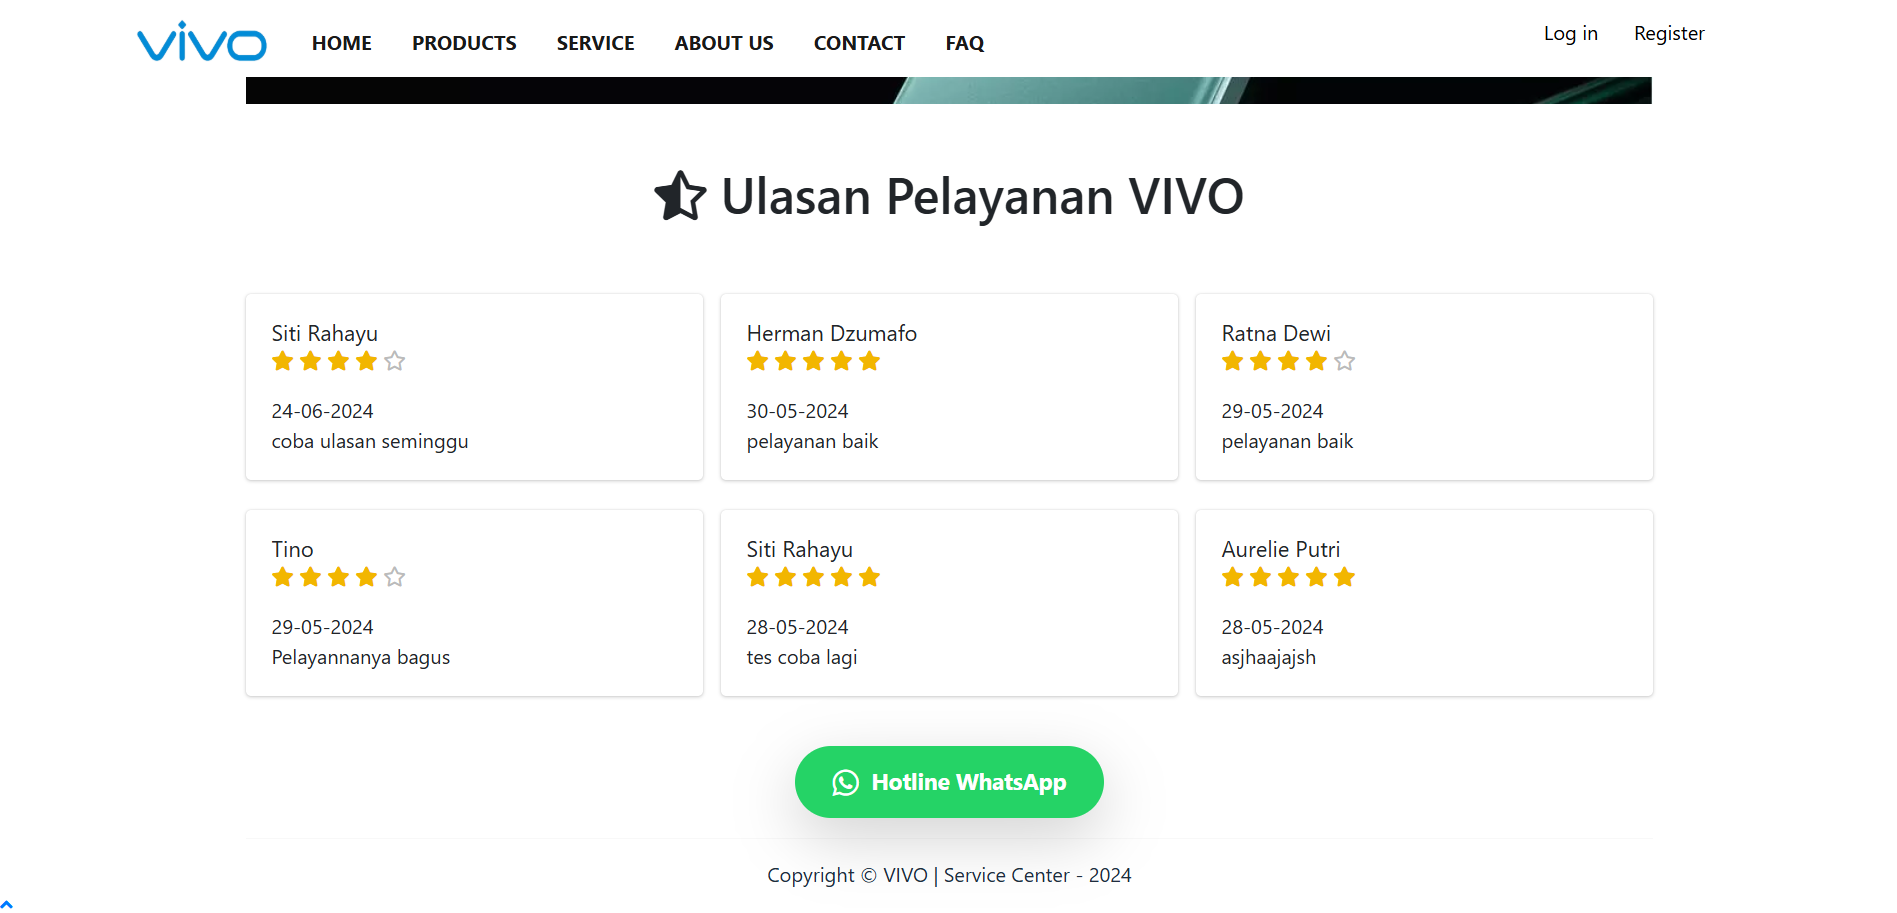 vivo HOME PRODUCTS SERVICE ABOUT US CONTACT FAQ Log in Register
Ulasan Pelayanan VIVO
Siti Rahayu
24-06-2024
coba ulasan seminggu
Herman Dzumafo
30-05-2024
pelayanan baik
Ratna Dewi
29-05-2024
pelayanan baik
Tino
29-05-2024
Pelayannanya bagus
Siti Rahayu
28-05-2024
tes coba lagi
Aurelie Putri
28-05-2024
asjhaajajsh
Hotline WhatsApp
Copyright © VIVO | Service Center - 2024